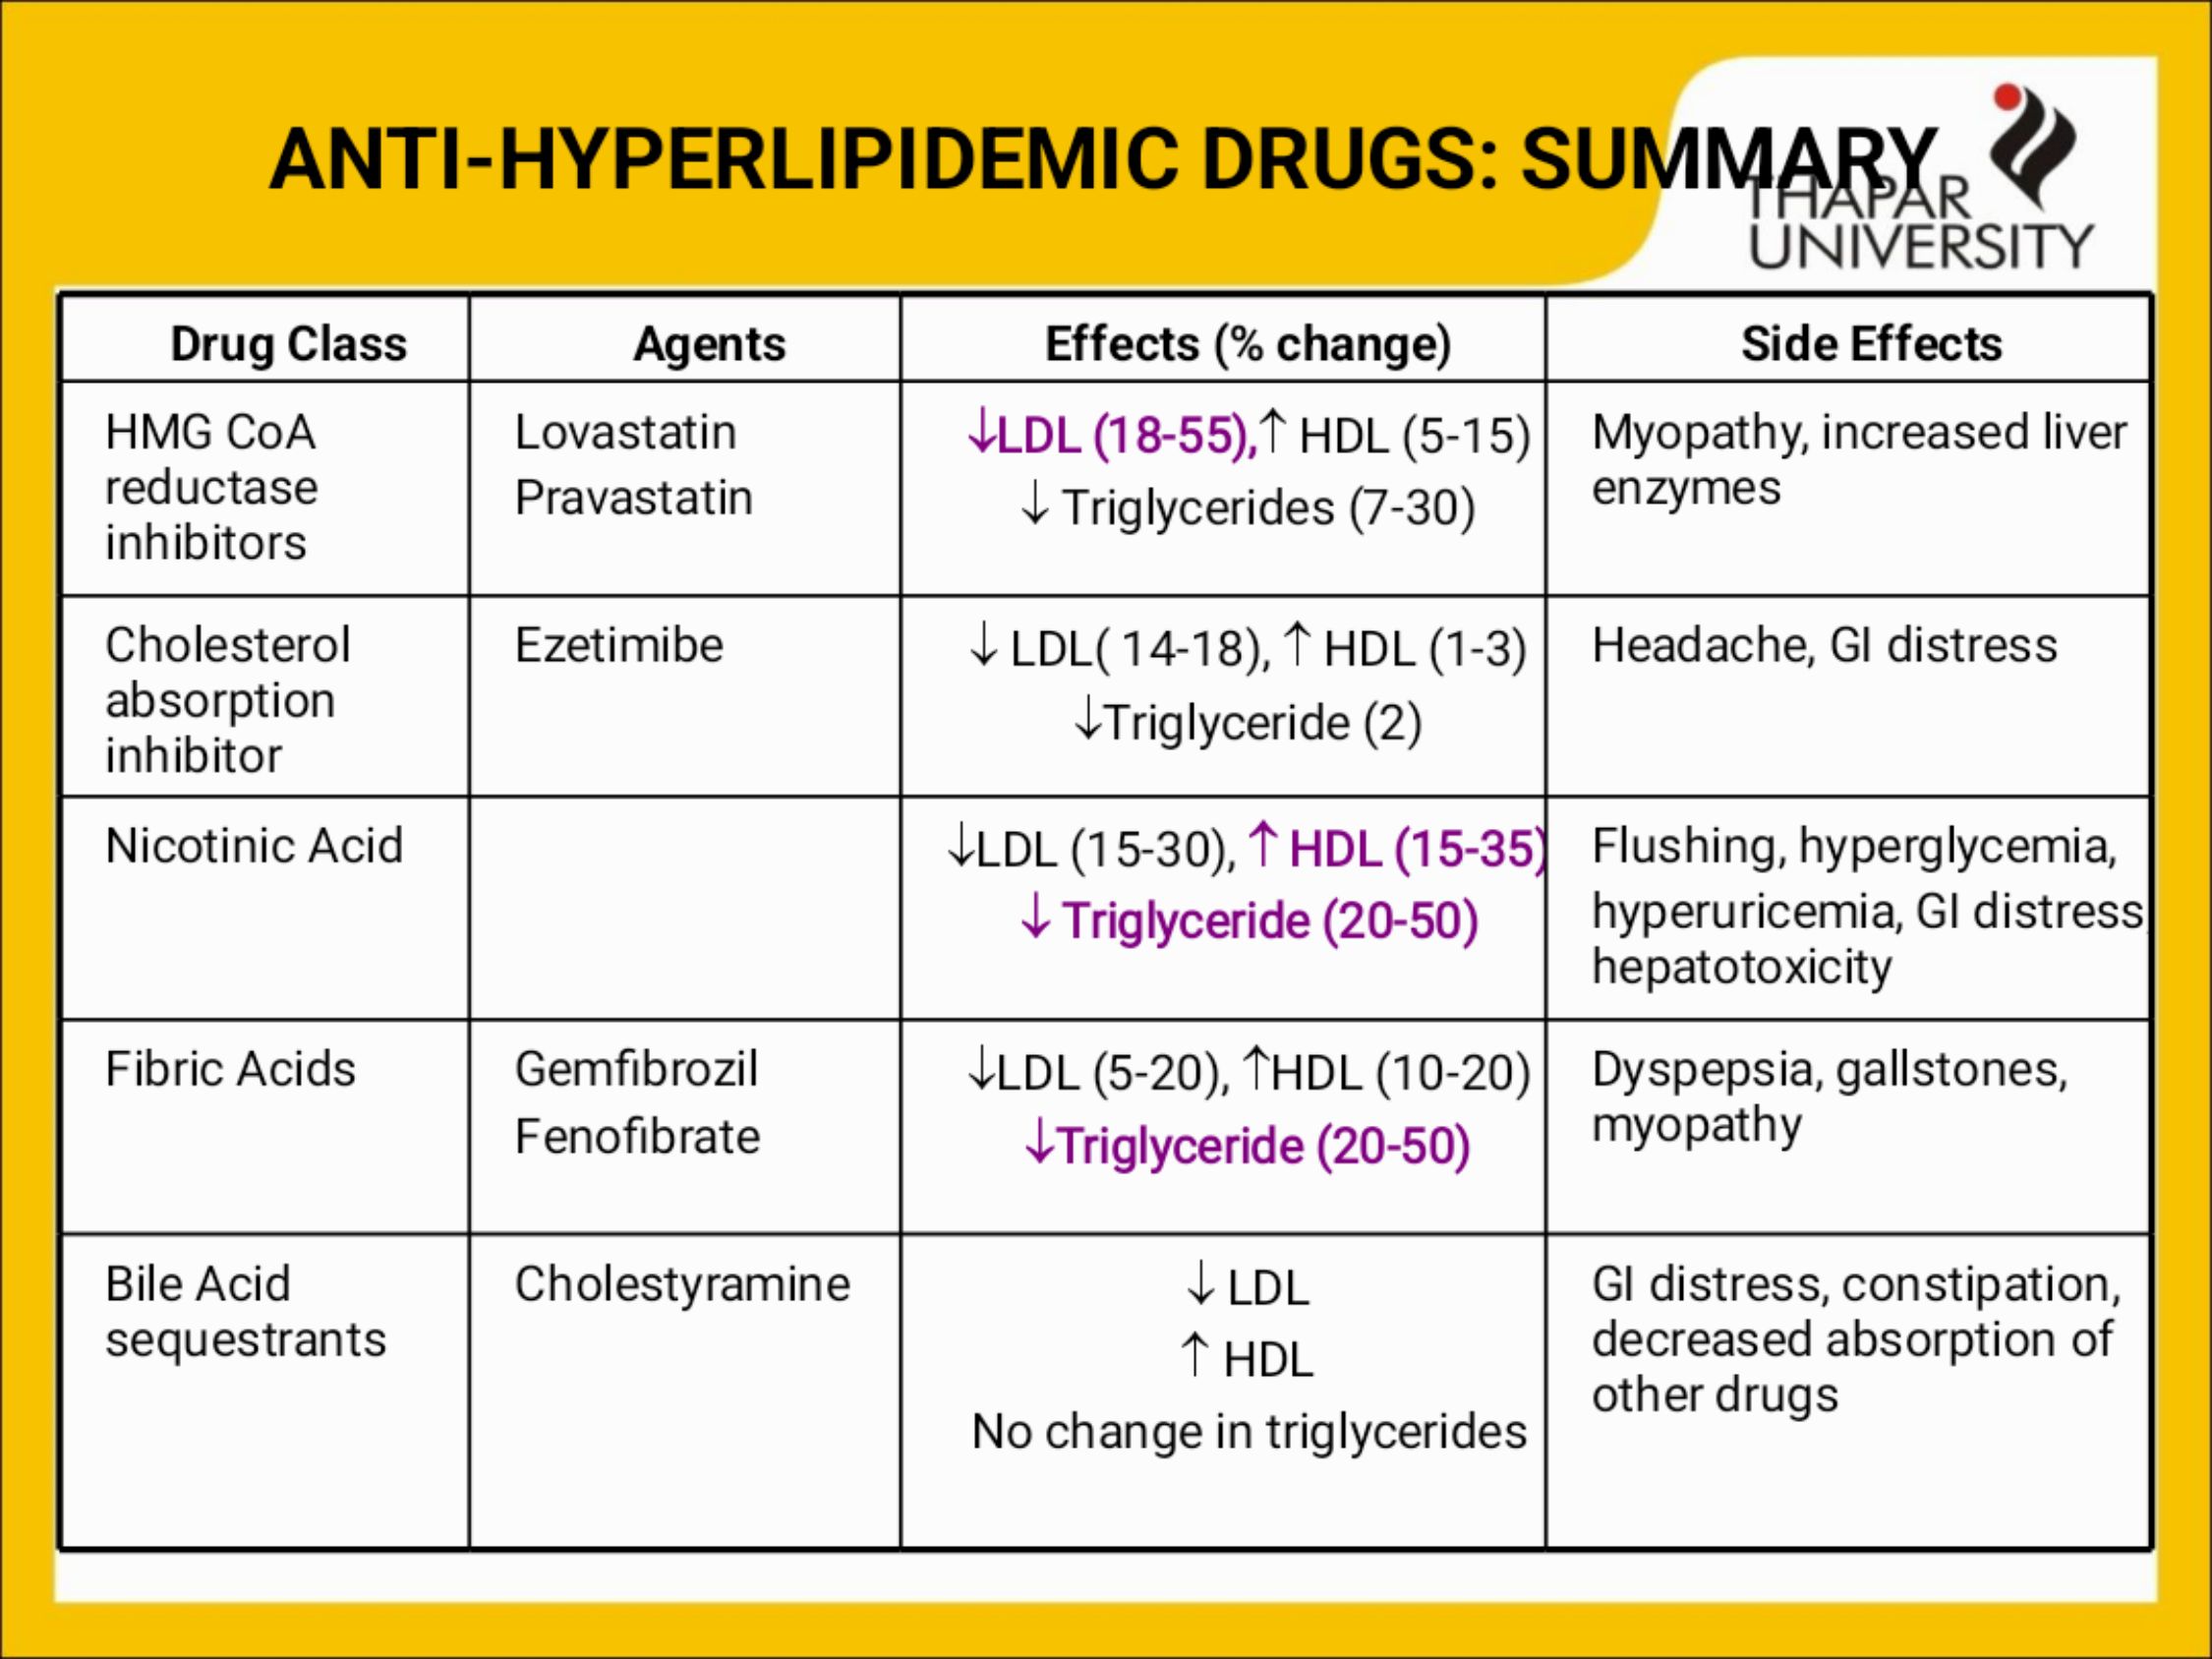 ANTI-HYPERLIPIDEMIC DRUGS: SUMMARY
THAPAR
UNIVERSITY
Drug Class Agents Effects (% change) Side Effects
HMG CoA
reductase
inhibitors
Lovastatin
Pravastatin
↓LDL (18-55),↑ HDL (5-15)
↓ Triglycerides (7-30)
Myopathy, increased liver
enzymes
Cholesterol
absorption
inhibitor
Ezetimibe
↓ LDL( 14-18), ↑ HDL (1-3)
↓Triglyceride (2)
Headache, GI distress
Nicotinic Acid
↓LDL (15-30), ↑ HDL (15-35)
↓ Triglyceride (20-50)
Flushing, hyperglycemia,
hyperuricemia, GI distress,
hepatotoxicity
Fibric Acids
Gemfibrozil
Fenofibrate
↓LDL (5-20), ↑HDL (10-20)
↓Triglyceride (20-50)
Dyspepsia, gallstones,
myopathy
Bile Acid
sequestrants
Cholestyramine
↓ LDL
↑ HDL
No change in triglycerides
GI distress, constipation,
decreased absorption of
other drugs